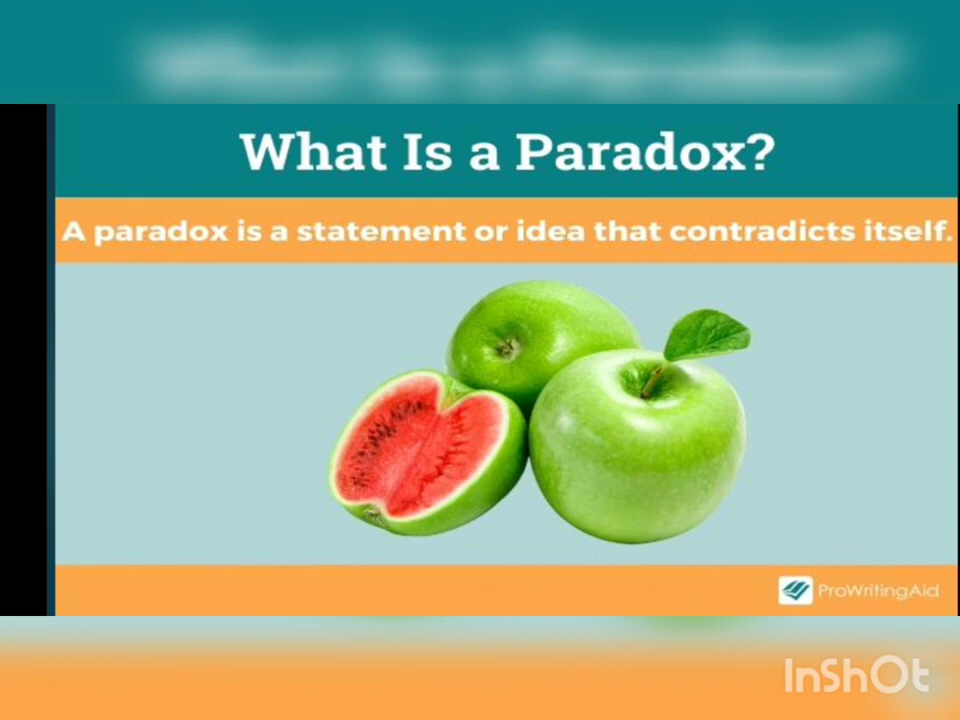 What Is a Paradox?
A paradox is a statement or idea that contradicts itself.
ProWritingAid
InShOt